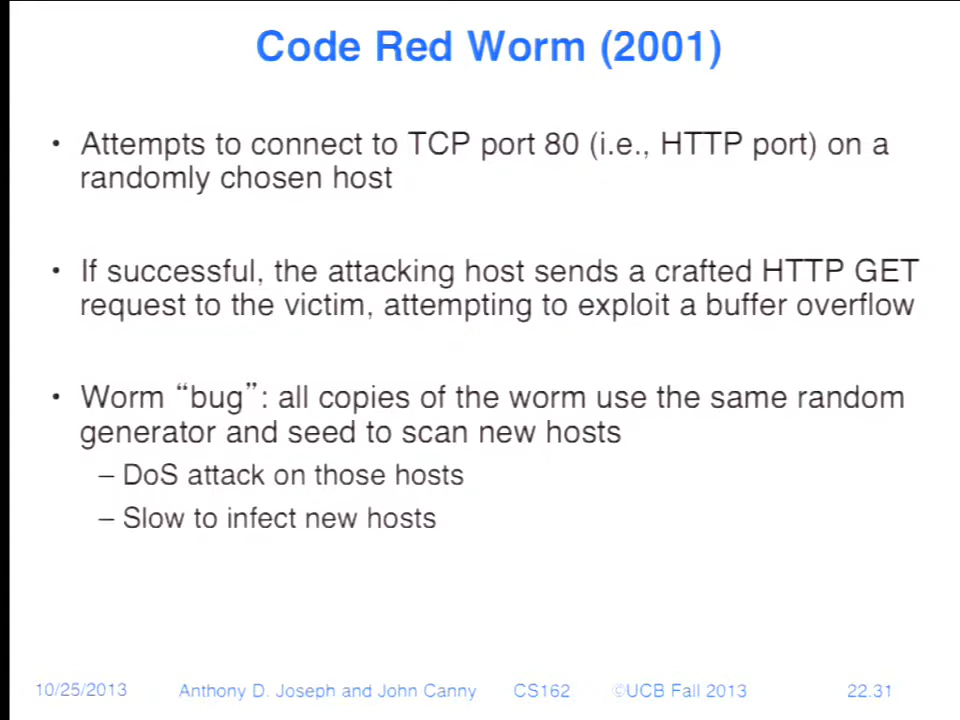 Code Red Worm (2001)
• Attempts to connect to TCP port 80 (i.e., HTTP port) on a
randomly chosen host
• If successful, the attacking host sends a crafted HTTP GET
request to the victim, attempting to exploit a buffer overflow
• Worm “bug”: all copies of the worm use the same random
generator and seed to scan new hosts
– DoS attack on those hosts
– Slow to infect new hosts
10/25/2013 Anthony D. Joseph and John Canny CS162 ©UCB Fall 2013 22.31